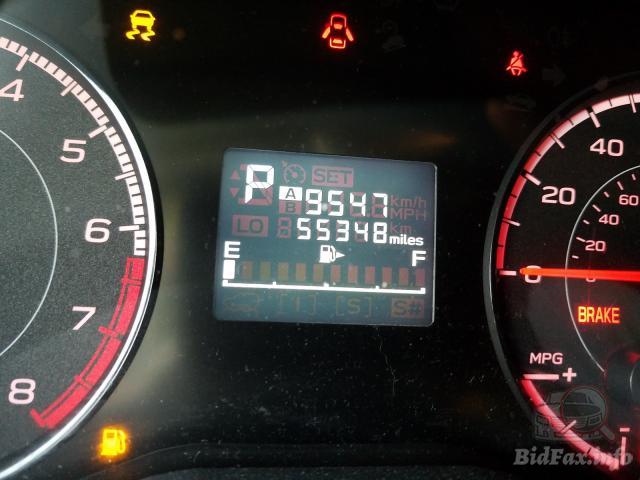 4
5
6
7
8
SET
P A 9547 km/h
B MPH
LO 55348 miles km
E F
[ I ] [S] S#
40
20
0
60
40
20
0
BRAKE
MPG
+
-
BidFax.info